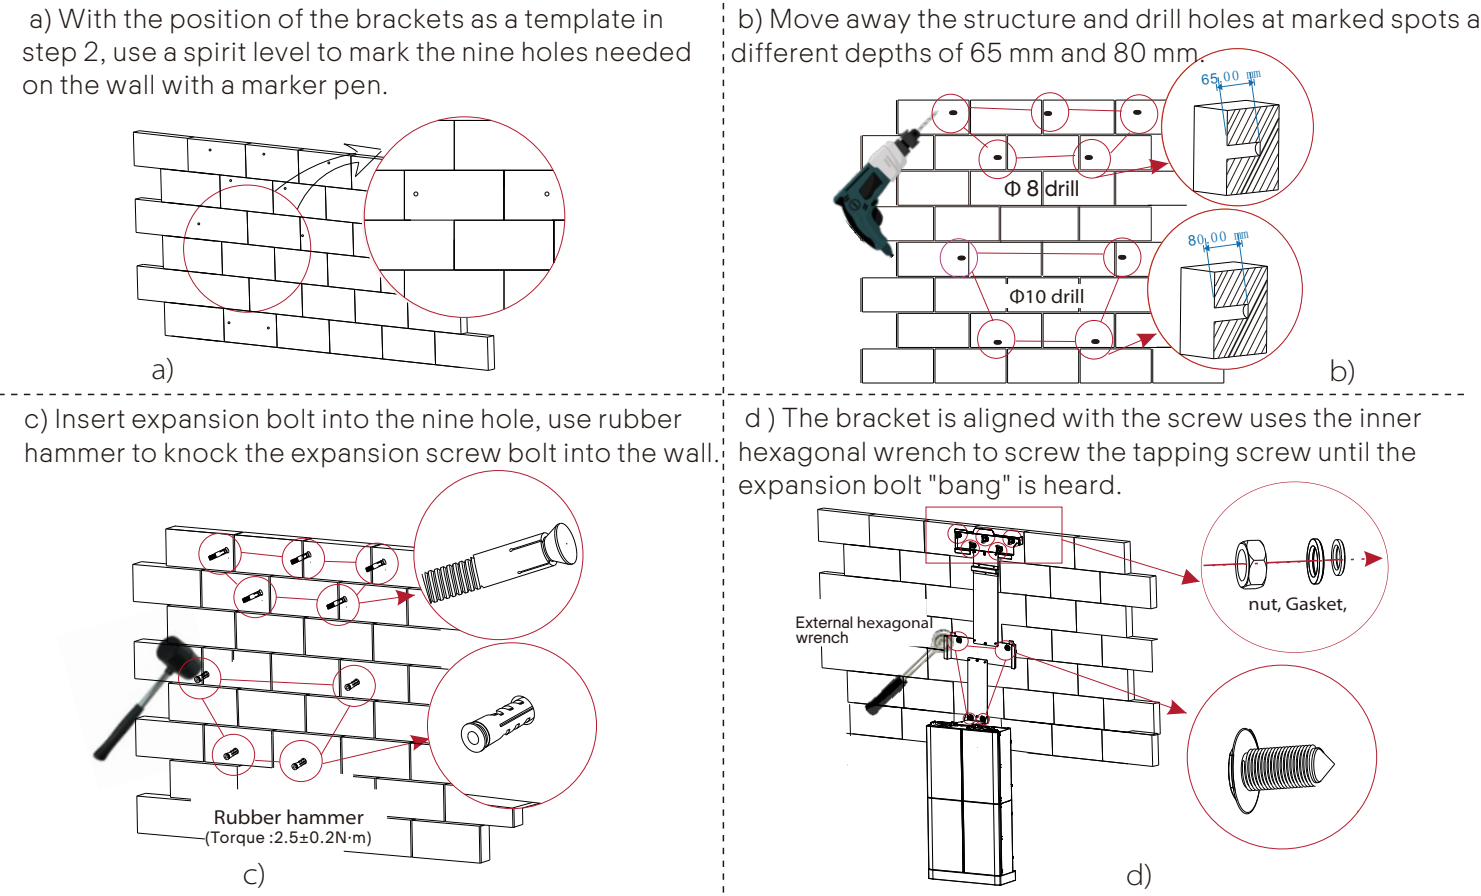 a) With the position of the brackets as a template in
step 2, use a spirit level to mark the nine holes needed
on the wall with a marker pen.
a)
b) Move away the structure and drill holes at marked spots a
different depths of 65 mm and 80 mm.
65.00 mm
Φ 8 drill
80.00 mm
Φ10 drill
b)
c) Insert expansion bolt into the nine hole, use rubber
hammer to knock the expansion screw bolt into the wall.
Rubber hammer
(Torque :2.5±0.2N·m)
c)
d ) The bracket is aligned with the screw uses the inner
hexagonal wrench to screw the tapping screw until the
expansion bolt "bang" is heard.
nut, Gasket,
External hexagonal
wrench
d)